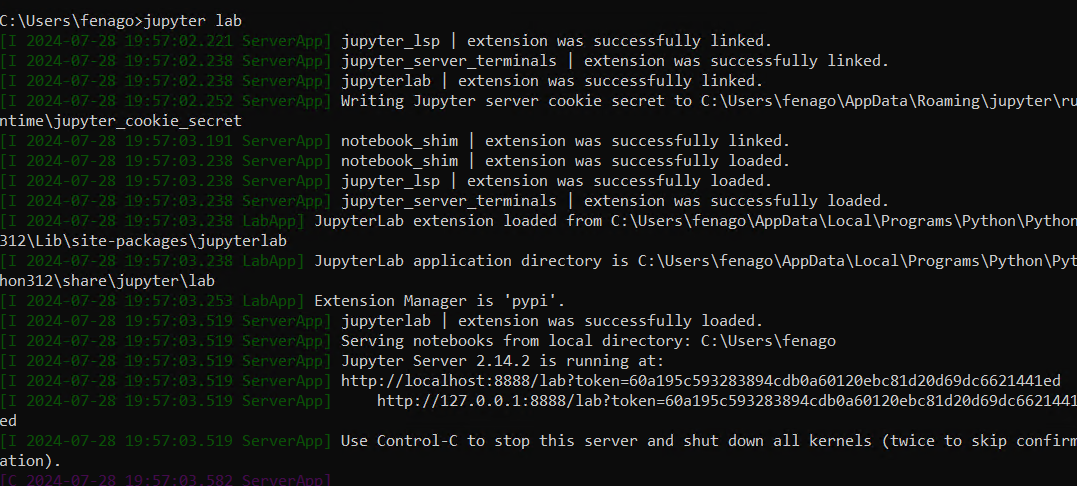 C:\Users\fenago>jupyter lab
[I 2024-07-28 19:57:02.221 ServerApp] jupyter_lsp | extension was successfully linked.
[I 2024-07-28 19:57:02.238 ServerApp] jupyter_server_terminals | extension was successfully linked.
[I 2024-07-28 19:57:02.238 ServerApp] jupyterlab | extension was successfully linked.
[I 2024-07-28 19:57:02.252 ServerApp] Writing Jupyter server cookie secret to C:\Users\fenago\AppData\Roaming\jupyter\ru
ntime\jupyter_cookie_secret
[I 2024-07-28 19:57:03.191 ServerApp] notebook_shim | extension was successfully linked.
[I 2024-07-28 19:57:03.238 ServerApp] notebook_shim | extension was successfully loaded.
[I 2024-07-28 19:57:03.238 ServerApp] jupyter_lsp | extension was successfully loaded.
[I 2024-07-28 19:57:03.238 ServerApp] jupyter_server_terminals | extension was successfully loaded.
[I 2024-07-28 19:57:03.238 LabApp] JupyterLab extension loaded from C:\Users\fenago\AppData\Local\Programs\Python\Python
312\Lib\site-packages\jupyterlab
[I 2024-07-28 19:57:03.238 LabApp] JupyterLab application directory is C:\Users\fenago\AppData\Local\Programs\Python\Pyt
hon312\share\jupyter\lab
[I 2024-07-28 19:57:03.253 LabApp] Extension Manager is 'pypi'.
[I 2024-07-28 19:57:03.519 ServerApp] jupyterlab | extension was successfully loaded.
[I 2024-07-28 19:57:03.519 ServerApp] Serving notebooks from local directory: C:\Users\fenago
[I 2024-07-28 19:57:03.519 ServerApp] Jupyter Server 2.14.2 is running at:
[I 2024-07-28 19:57:03.519 ServerApp] http://localhost:8888/lab?token=60a195c593283894cdb0a60120ebc81d20d69dc6621441ed
[I 2024-07-28 19:57:03.519 ServerApp]     http://127.0.0.1:8888/lab?token=60a195c593283894cdb0a60120ebc81d20d69dc6621441
ed
[I 2024-07-28 19:57:03.519 ServerApp] Use Control-C to stop this server and shut down all kernels (twice to skip confirm
ation).
[C 2024-07-28 19:57:03.582 ServerApp]